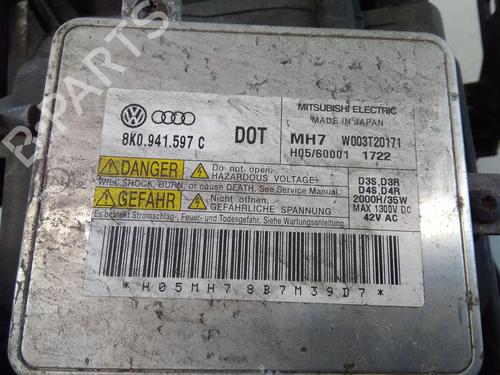 B-PARTS
MITSUBISHI ELECTRIC
MADE IN JAPAN
8K0.941.597 C
DOT
MH7 W003T20171
H05/60001 1722
DANGER
Do not open.
HAZARDOUS VOLTAGE-
WILL SHOCK, BURN, or cause DEATH. See Service Manual.
GEFAHR
Nicht öffnen.
GEFÄHRLICHE SPANNUNG
Es besteht Stromschlag-, Feuer- und Todesgefahr. Siehe Wartungsanleitung
D3S,D3R
D4S,D4R
2000H/35W
MAX 1300V DC
42V AC
*H05MH78B7M39D7*